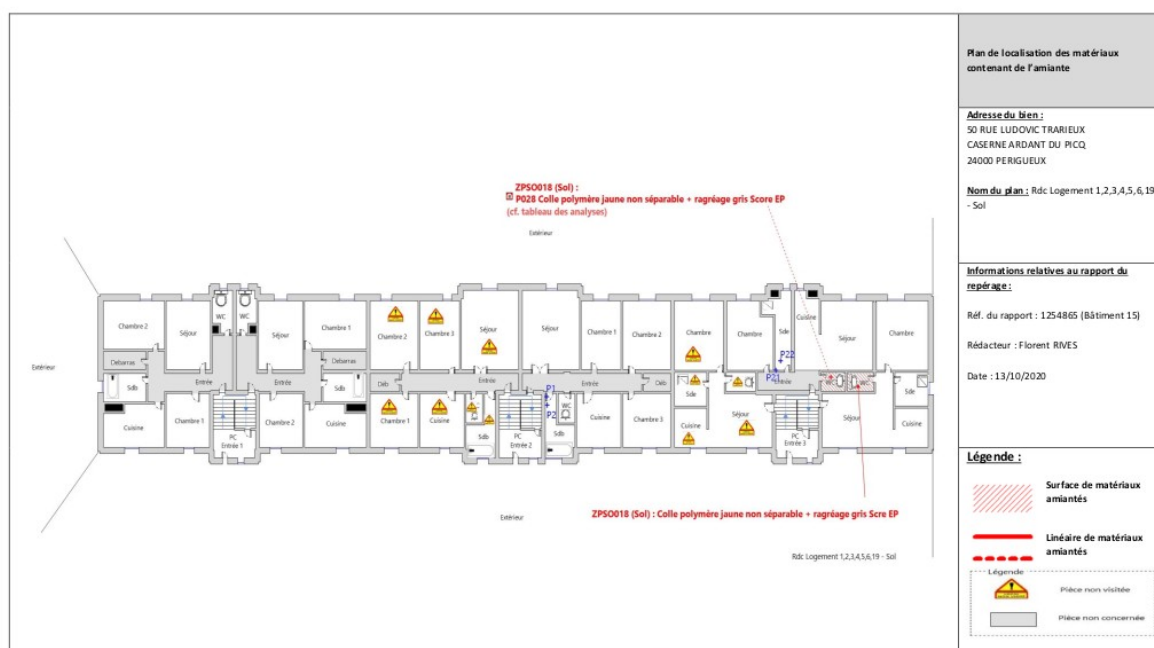 Plan de localisation des matériaux
contenant de l'amiante
Adresse du bien :
50 RUE LUDOVIC TRARIEUX
CASERNE ARDANT DU PICQ
24000 PERIGUEUX
Nom du plan : Rdc Logement 1,2,3,4,5,6,19
- Sol
Informations relatives au rapport du
repérage :
Réf. du rapport : 1254865 (Bâtiment 15)
Rédacteur : Florent RIVES
Date : 13/10/2020
Légende :
Surface de matériaux
amiantés
Linéaire de matériaux
amiantés
Légende
Pièce non visitée
Pièce non concernée
ZPSO018 (Sol) :
P028 Colle polymère jaune non séparable + ragréage gris Score EP
(cf. tableau des analyses)
Extérieur
Extérieur
Chambre 2
Séjour
WC
WC
Séjour
Chambre 1
Chambre 2
Chambre 3
Séjour
Séjour
Chambre 1
Chambre 2
Chambre
Chambre
Sde
Cuisine
Séjour
Chambre
Debarras
Entrée
Entrée
Debarras
Déb
Entrée
Entrée
Déb
P22
P21
Entrée
WC
WC
Sdb
Sdb
P1
P2
WC
Sde
Sde
Cuisine
Chambre 1
PC
Entrée 1
Chambre 2
Cuisine
Chambre 1
Cuisine
Sdb
PC
Entrée 2
Sdb
Cuisine
Chambre 3
Cuisine
Séjour
PC
Entrée 3
Séjour
Cuisine
ZPSO018 (Sol) : Colle polymère jaune non séparable + ragréage gris Scre EP
Extérieur
Rdc Logement 1,2,3,4,5,6,19 - Sol